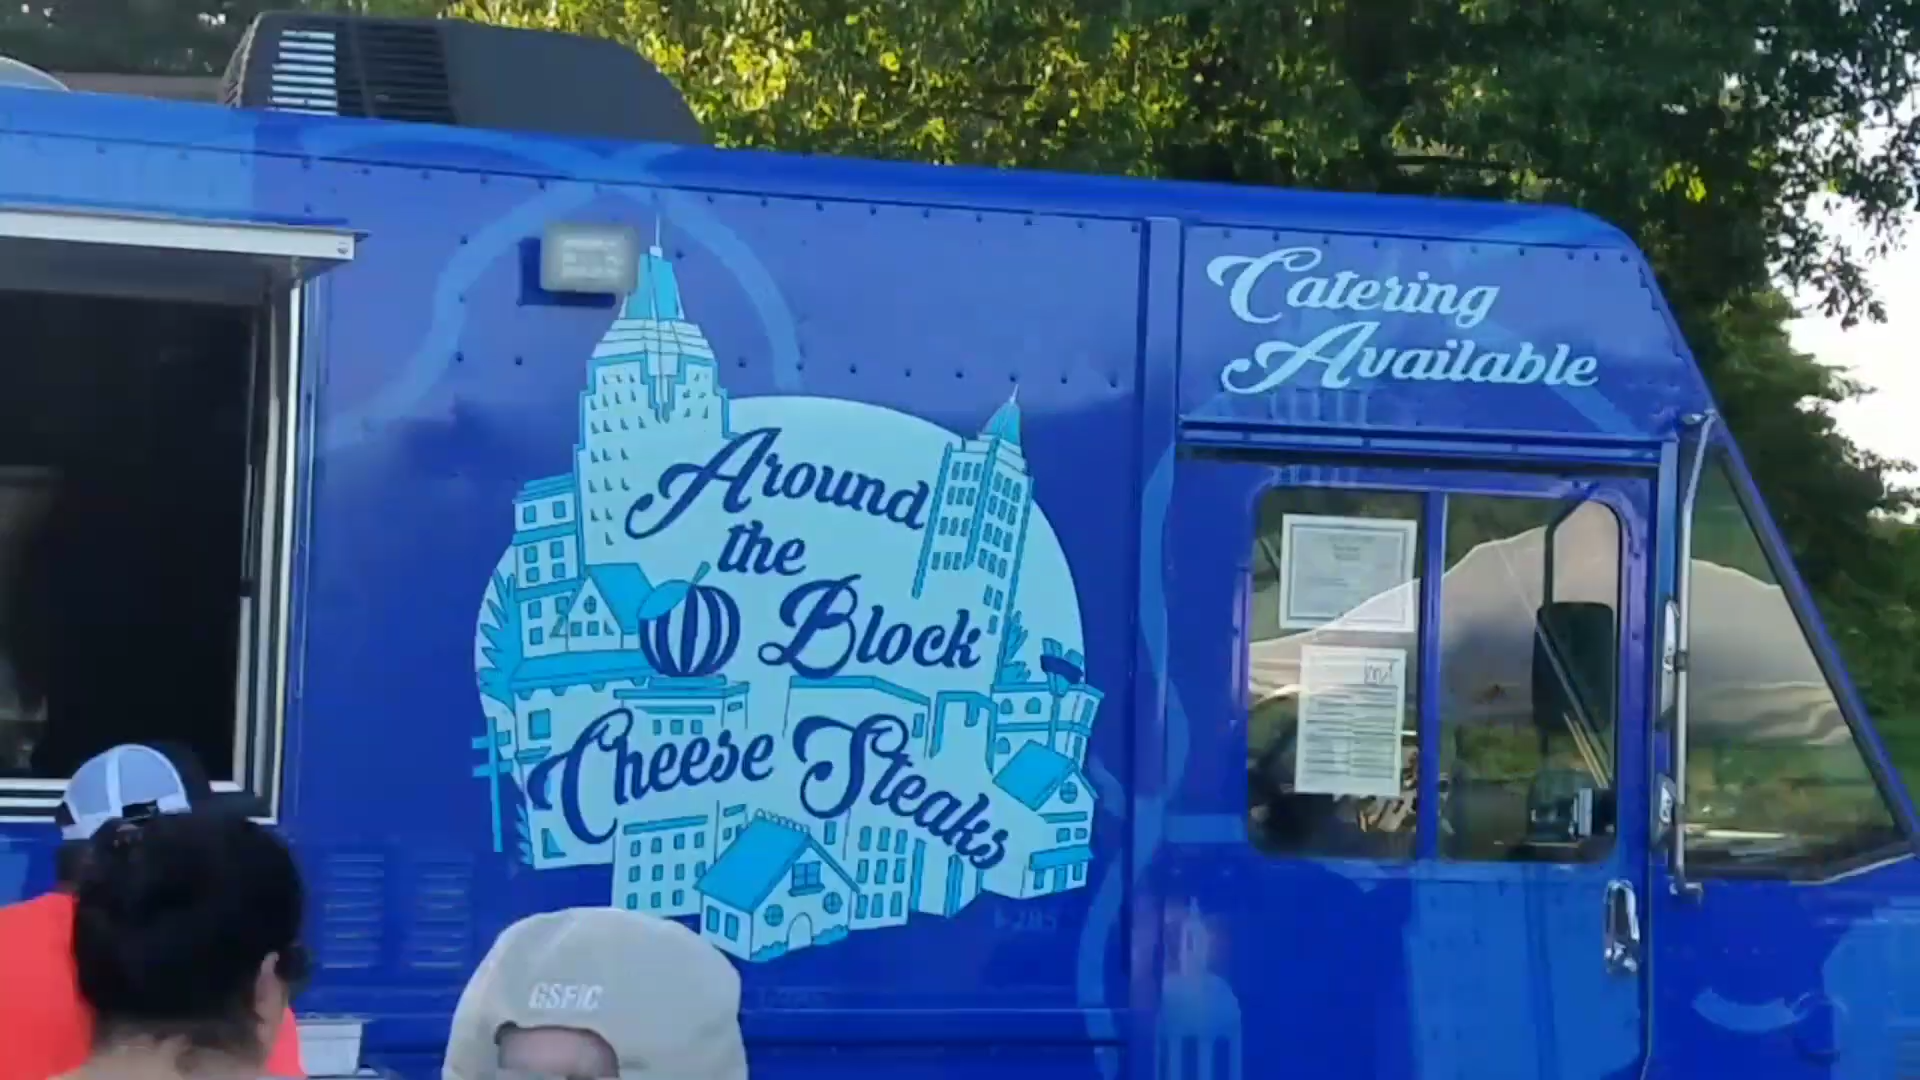 Catering
Available
Around
the
Block
Cheese Steaks
GSFIC